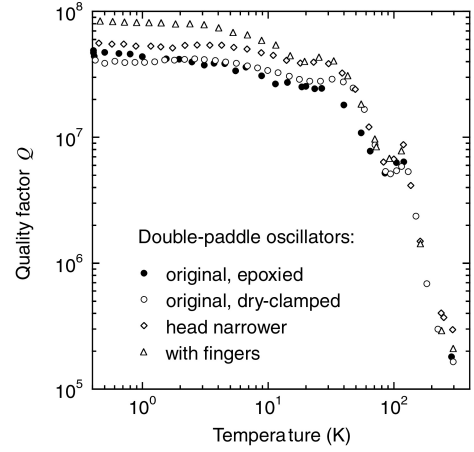 10^8
10^7
10^6
10^5
Quality factor Q
Double-paddle oscillators:
original, epoxied
original, dry-clamped
head narrower
with fingers
10^0
10^1
10^2
Temperature (K)